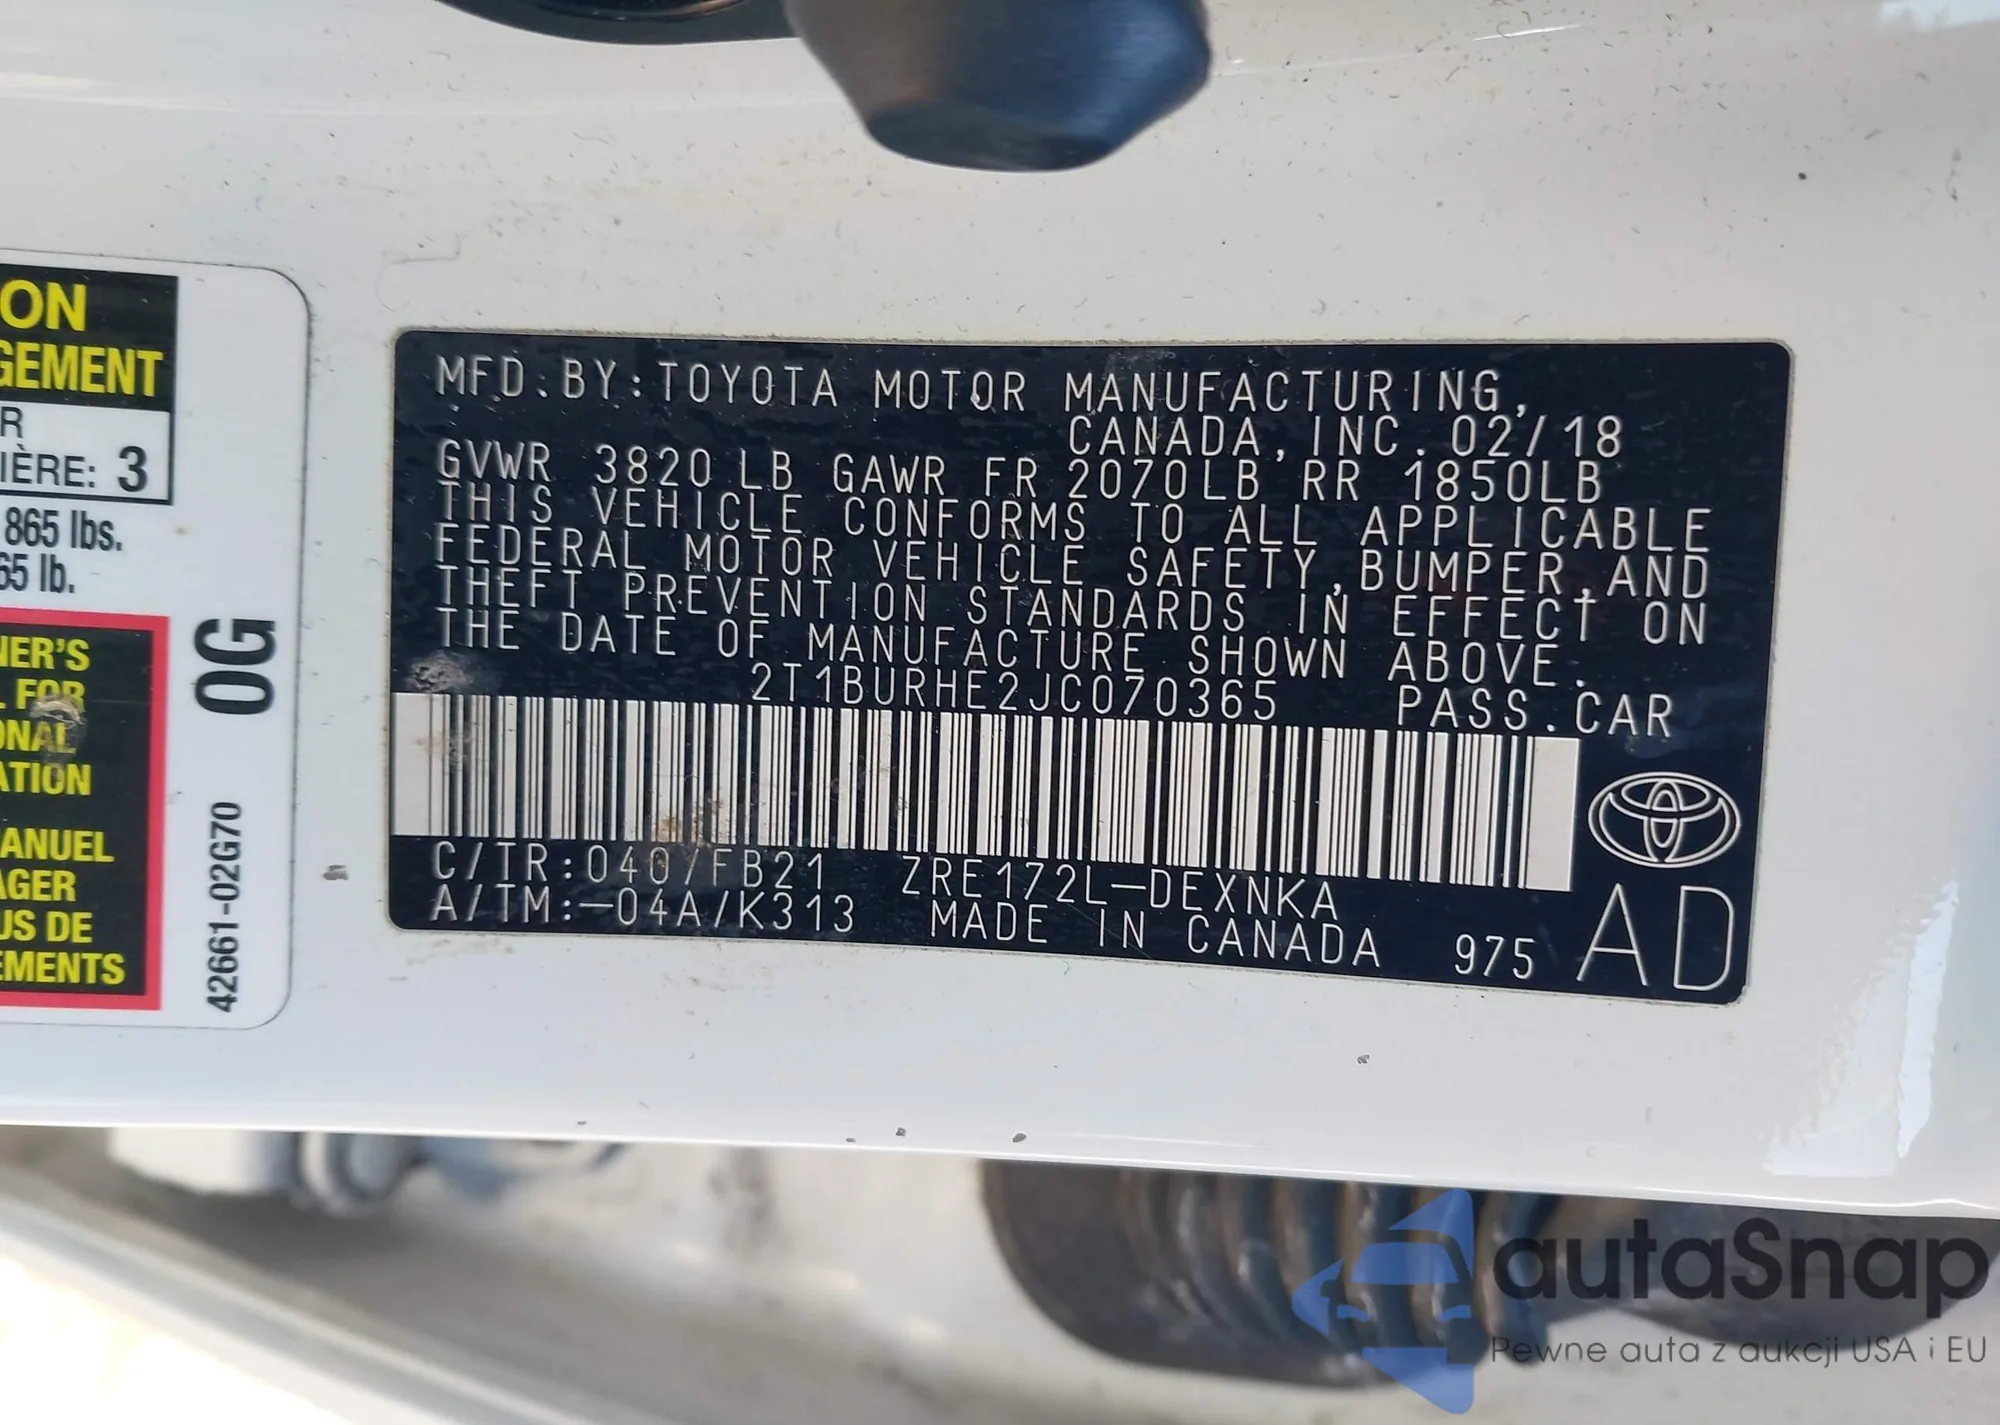 ON
GEMENT
R
IÈRE: 3
865 lbs.
65 lb.
NER'S
L FOR
ONAL
ATION
ANUEL
AGER
US DE
EMENTS
0G
42661-02G70
MFD.BY:TOYOTA MOTOR MANUFACTURING,
CANADA,INC. 02/18
GVWR 3820 LB GAWR FR 2070LB RR 1850LB
THIS VEHICLE CONFORMS TO ALL APPLICABLE
FEDERAL MOTOR VEHICLE SAFETY,BUMPER,AND
THEFT PREVENTION STANDARDS IN EFFECT ON
THE DATE OF MANUFACTURE SHOWN ABOVE.
2T1BURHE2JC070365 PASS.CAR
C/TR:040/FB21 ZRE172L-DEXNKA
A/TM:-04A/K313 MADE IN CANADA 975
AD
autaSnap
Pewne auta z aukcji USA i EU